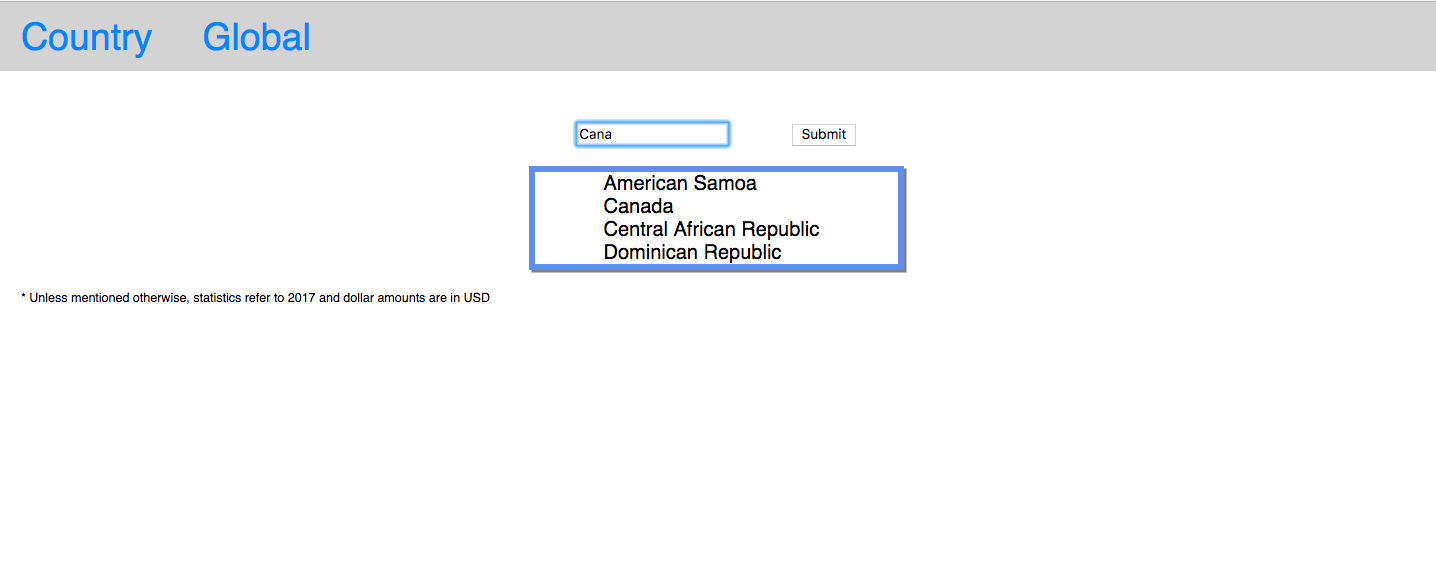 Country Global
Cana Submit
American Samoa
Canada
Central African Republic
Dominican Republic
* Unless mentioned otherwise, statistics refer to 2017 and dollar amounts are in USD